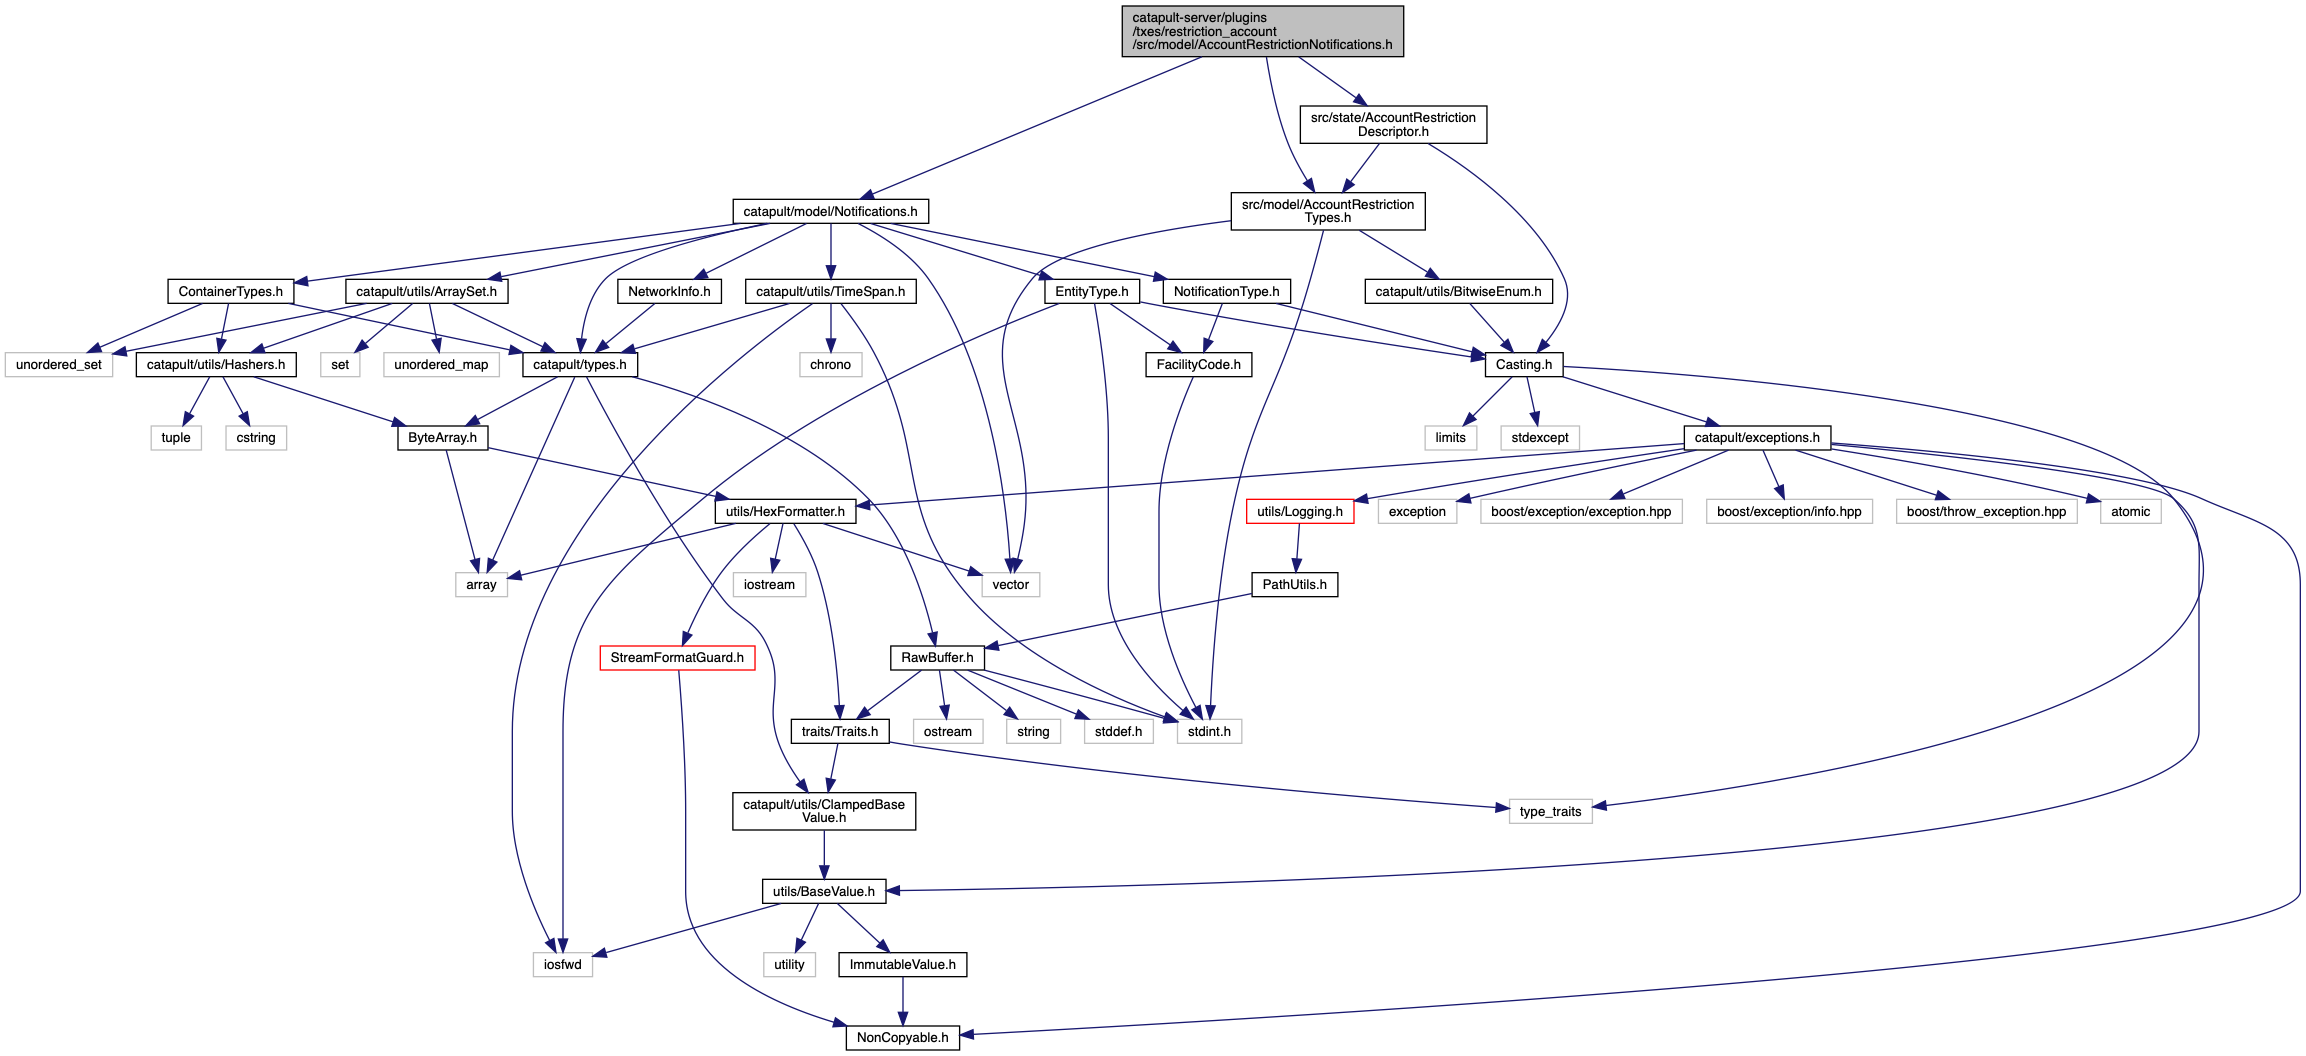 catapult-server/plugins
/txes/restriction_account
/src/model/AccountRestrictionNotifications.h
src/state/AccountRestriction
Descriptor.h
catapult/model/Notifications.h
src/model/AccountRestriction
Types.h
ContainerTypes.h
catapult/utils/ArraySet.h
NetworkInfo.h
catapult/utils/TimeSpan.h
EntityType.h
NotificationType.h
catapult/utils/BitwiseEnum.h
unordered_set
catapult/utils/Hashers.h
set
unordered_map
catapult/types.h
chrono
FacilityCode.h
Casting.h
tuple
cstring
ByteArray.h
limits
stdexcept
catapult/exceptions.h
utils/HexFormatter.h
utils/Logging.h
exception
boost/exception/exception.hpp
boost/exception/info.hpp
boost/throw_exception.hpp
atomic
array
iostream
vector
PathUtils.h
StreamFormatGuard.h
RawBuffer.h
traits/Traits.h
ostream
string
stddef.h
stdint.h
catapult/utils/ClampedBase
Value.h
type_traits
utils/BaseValue.h
iosfwd
utility
ImmutableValue.h
NonCopyable.h